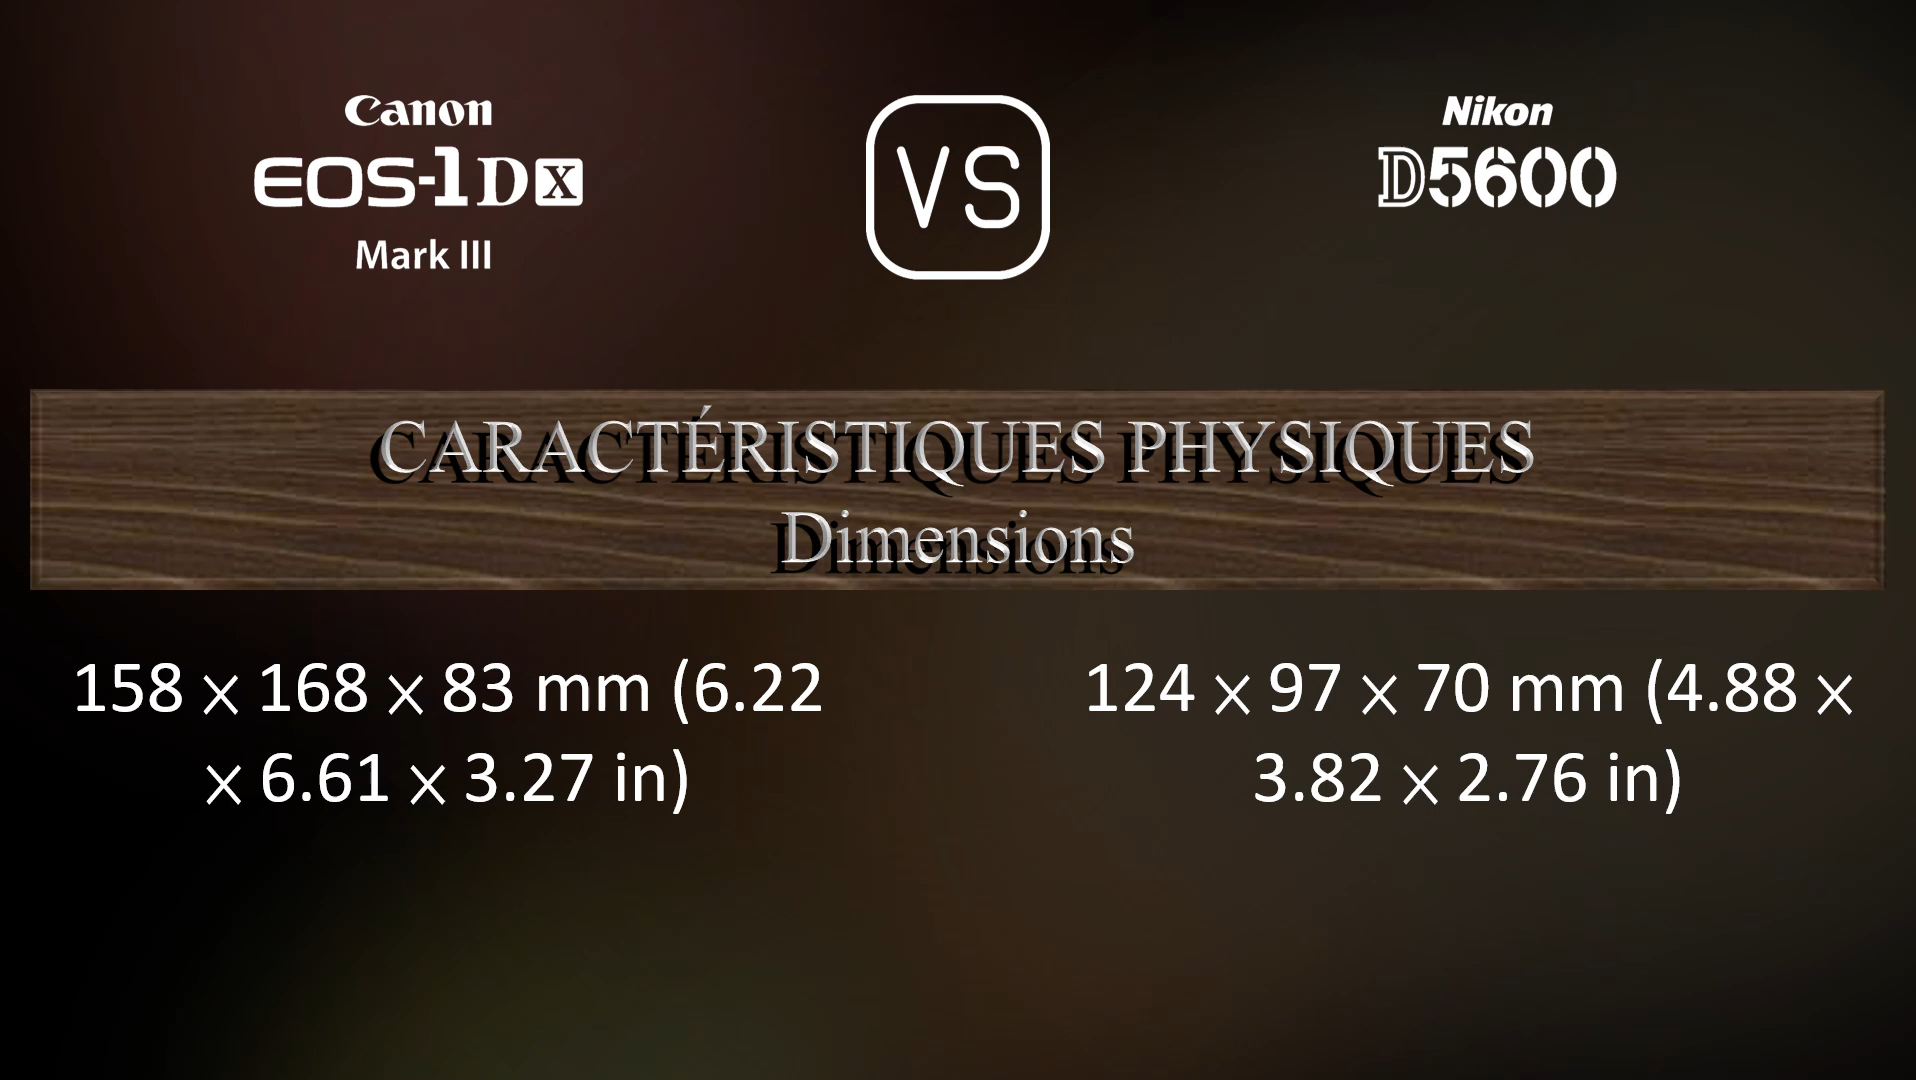 Canon
EOS-1D X
Mark III
VS
Nikon
D5600
CARACTÉRISTIQUES PHYSIQUES
Dimensions
158 x 168 x 83 mm (6.22
x 6.61 x 3.27 in)
124 x 97 x 70 mm (4.88 x
3.82 x 2.76 in)